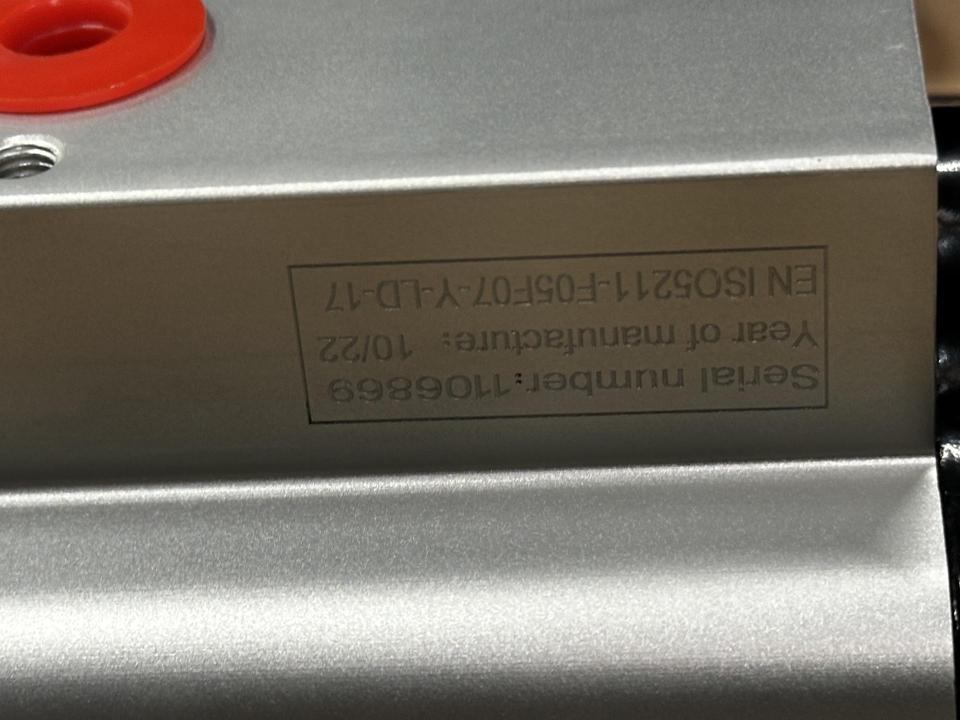 Serial number:1106869
Year of manufacture: 10/22
EN ISO5211-F05F07-Y-LD-17